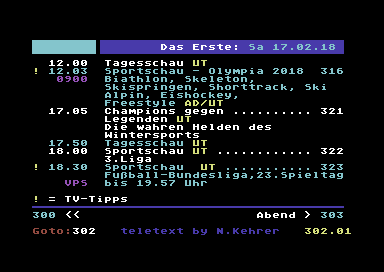 Das Erste: Sa 17.02.18
12.00 Tagesschau UT
! 12.03 Sportschau - Olympia 2018 316
0900 Biathlon, Skeleton,
Skispringen, Shorttrack, Ski
Alpin, Eishockey,
Freestyle AD/UT
17.05 Champions gegen .......... 321
Legenden UT
Die wahren Helden des
Wintersports
17.50 Tagesschau UT
18.00 Sportschau UT ............ 322
3.Liga
! 18.30 Sportschau UT ........... 323
Fußball-Bundesliga,23.Spieltag
VPS bis 19.57 Uhr
! = TV-Tipps
300 << Abend > 303
Goto:302 teletext by N.Kehrer 302.01